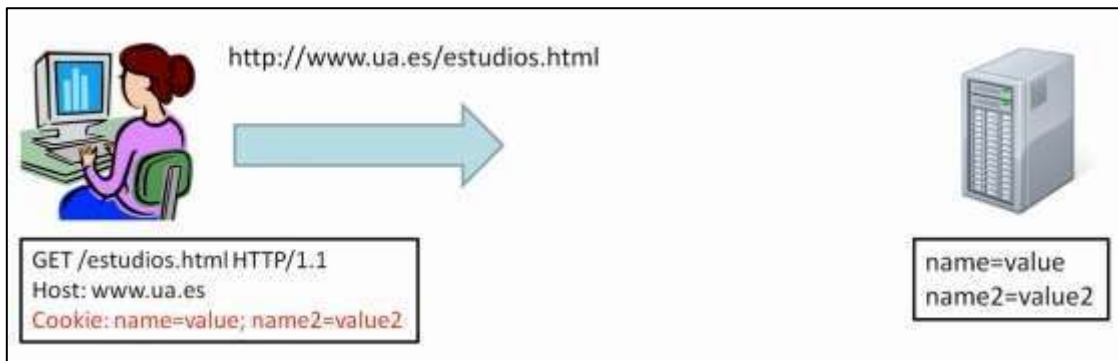 http://www.ua.es/estudios.html
GET /estudios.html HTTP/1.1
Host: www.ua.es
Cookie: name=value; name2=value2
name=value
name2=value2